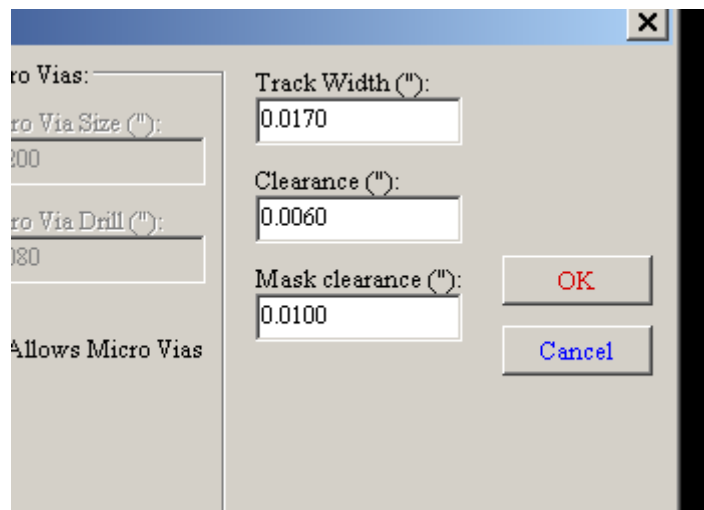 ro Vias:
ro Via Size ("):
200
ro Via Drill ("):
080
Allows Micro Vias
Track Width ("):
0.0170
Clearance ("):
0.0060
Mask clearance ("):
0.0100
OK
Cancel